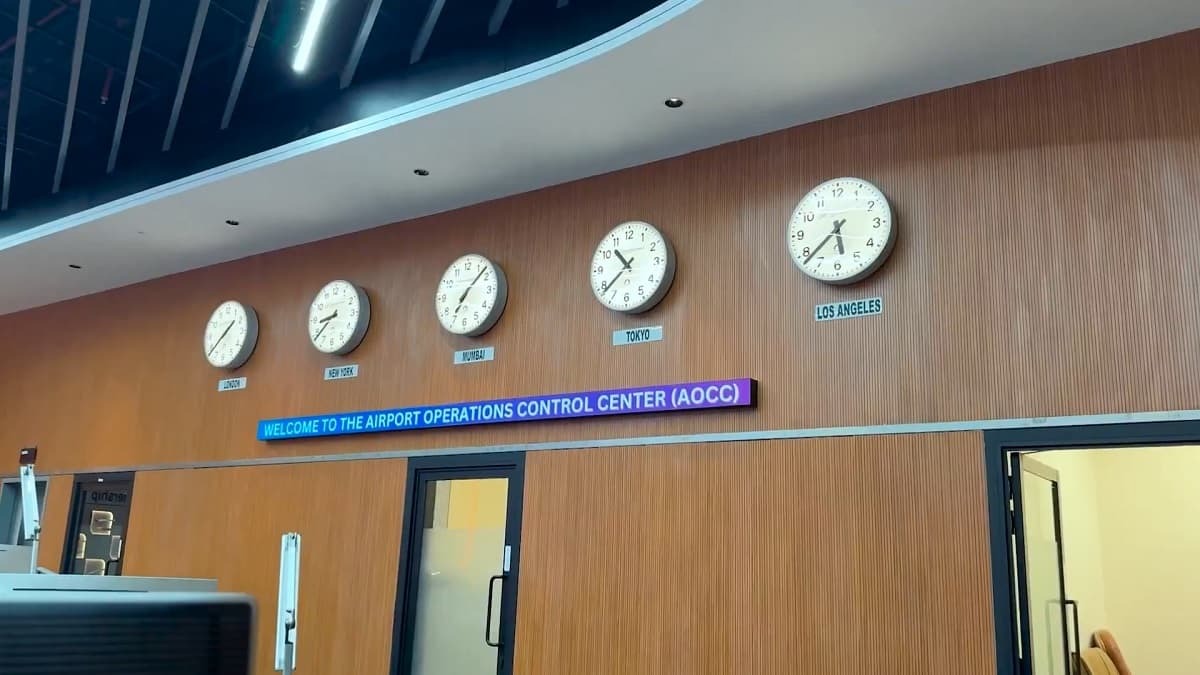 LONDON
NEW YORK
MUMBAI
TOKYO
LOS ANGELES
WELCOME TO THE AIRPORT OPERATIONS CONTROL CENTER (AOCC)